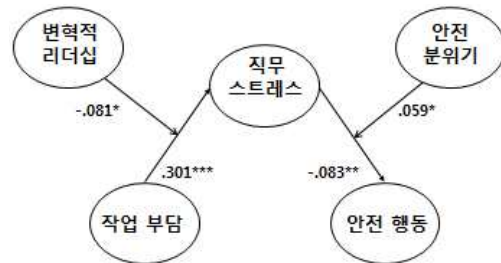 변혁적
리더십
안전
분위기
직무
스트레스
-.081*
.059*
.301***
-.083**
작업 부담
안전 행동